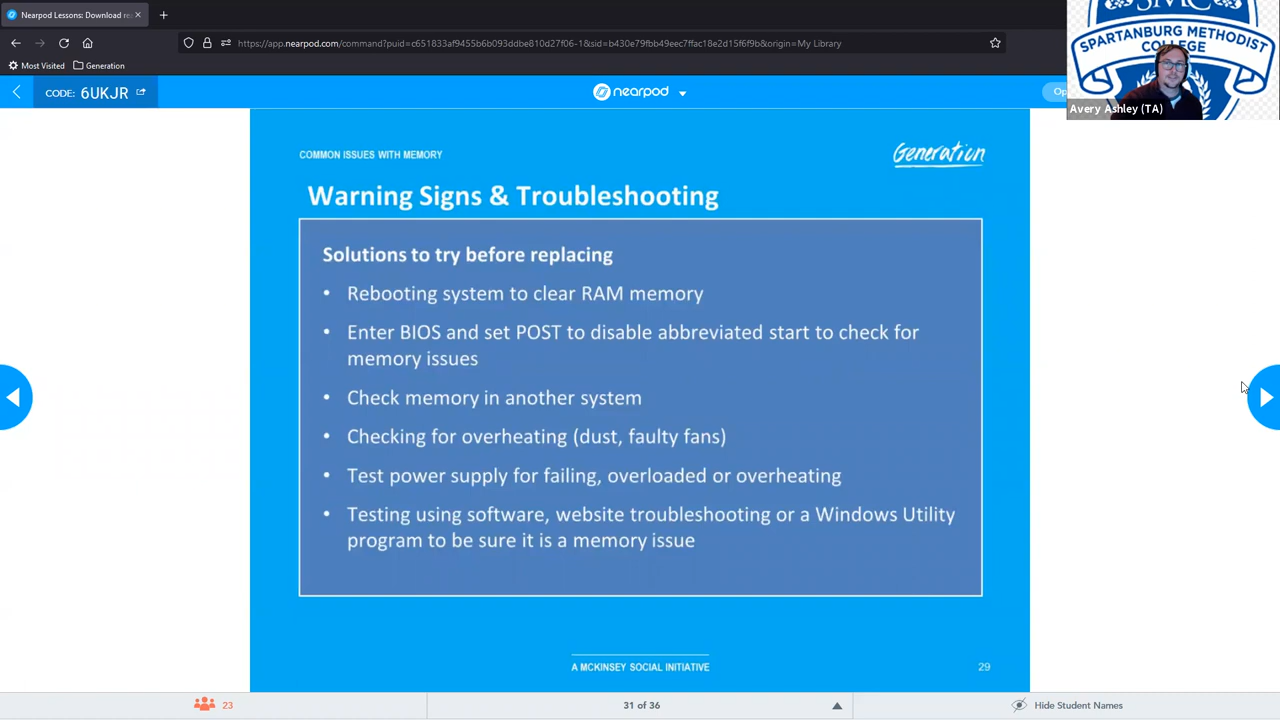 Nearpod Lessons: Download re
https://app.nearpod.com/command?puid=c651833af9455b6b093ddbe810d27f06-1&sid=b430e79fbb49eec7ffac18e2d15f6f9b&origin=My Library
Most Visited
Generation
SMC
SPARTANBURG METHODIST
COLLEGE
Avery Ashley (TA)
CODE: 6UKJR
nearpod
Op
COMMON ISSUES WITH MEMORY
Generation
Warning Signs & Troubleshooting
Solutions to try before replacing
• Rebooting system to clear RAM memory
• Enter BIOS and set POST to disable abbreviated start to check for
memory issues
• Check memory in another system
• Checking for overheating (dust, faulty fans)
• Test power supply for failing, overloaded or overheating
• Testing using software, website troubleshooting or a Windows Utility
program to be sure it is a memory issue
A MCKINSEY SOCIAL INITIATIVE
29
23
31 of 36
Hide Student Names